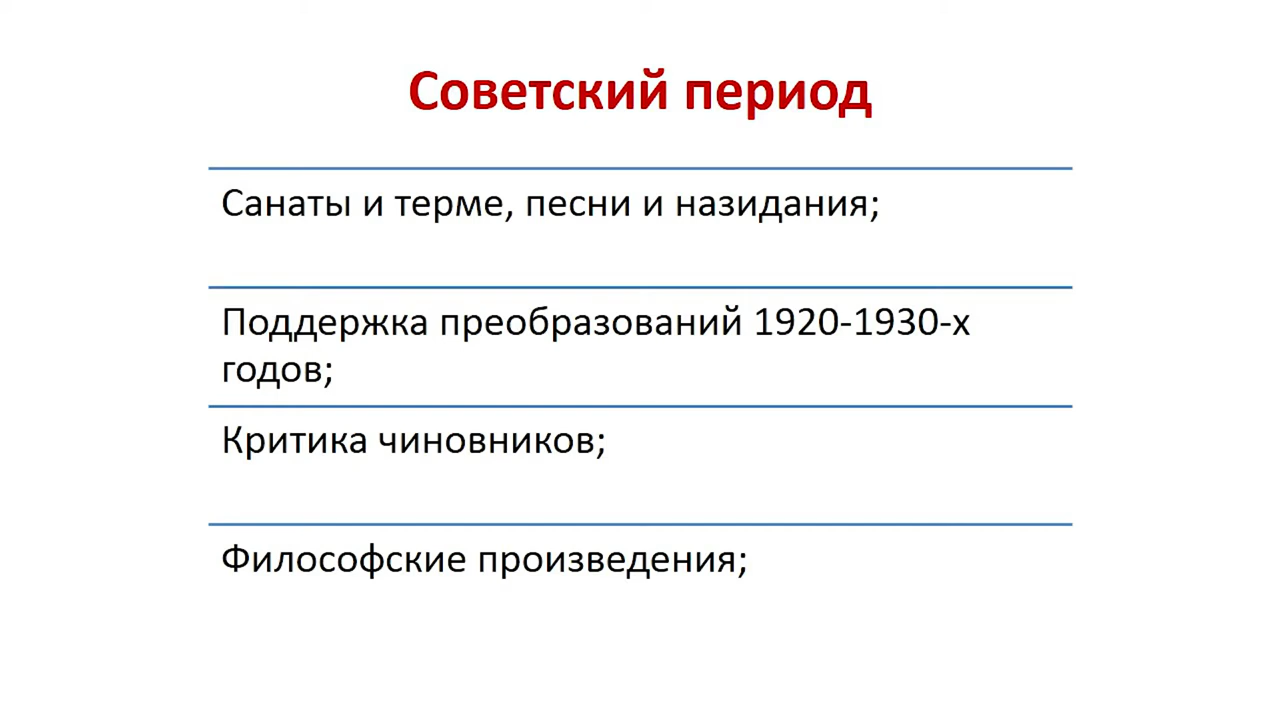 Советский период
Санаты и терме, песни и назидания;
Поддержка преобразований 1920-1930-х
годов;
Критика чиновников;
Философские произведения;